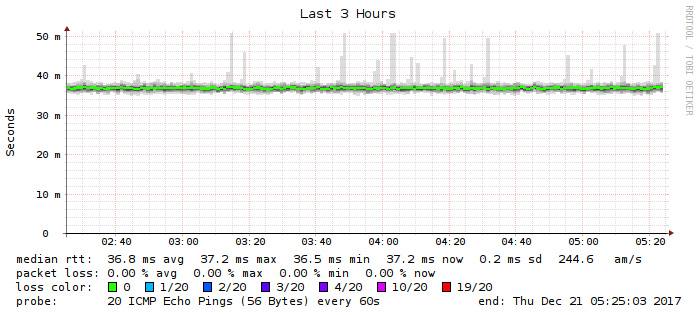 Last 3 Hours
RRDTOOL / TOBI OETIKER
Seconds
50 m
40 m
30 m
20 m
10 m
0
02:40 03:00 03:20 03:40 04:00 04:20 04:40 05:00 05:20
median rtt: 36.8 ms avg 37.2 ms max 36.5 ms min 37.2 ms now 0.2 ms sd 244.6 am/s
packet loss: 0.00 % avg 0.00 % max 0.00 % min 0.00 % now
loss color: 0 1/20 2/20 3/20 4/20 10/20 19/20
probe: 20 ICMP Echo Pings (56 Bytes) every 60s end: Thu Dec 21 05:25:03 2017